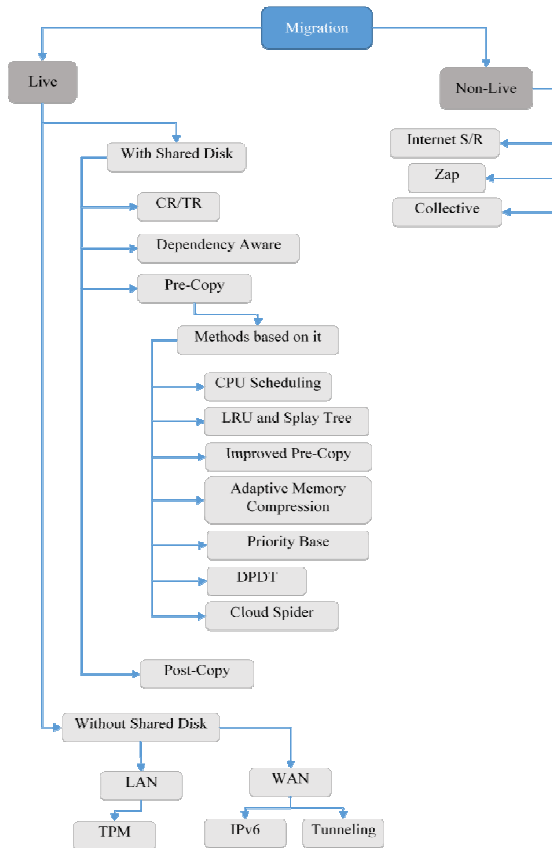 Migration
Live
Non-Live
With Shared Disk
Internet S/R
Zap
Collective
CR/TR
Dependency Aware
Pre-Copy
Methods based on it
CPU Scheduling
LRU and Splay Tree
Improved Pre-Copy
Adaptive Memory
Compression
Priority Base
DPDT
Cloud Spider
Post-Copy
Without Shared Disk
LAN
WAN
TPM
IPv6
Tunneling